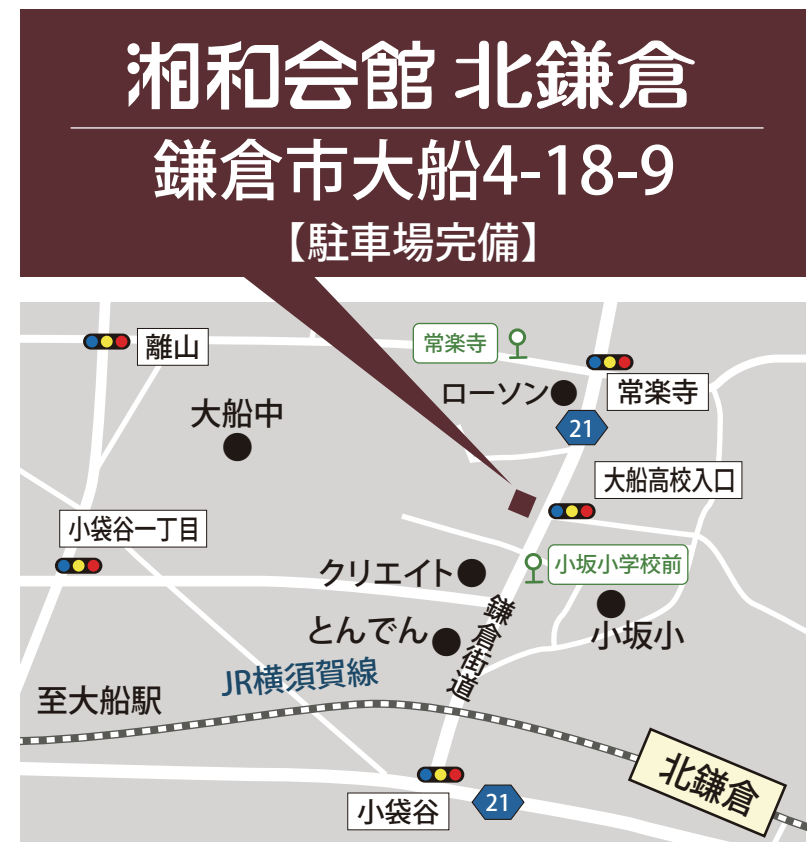 湘和会館 北鎌倉
鎌倉市大船4-18-9
【駐車場完備】
離山
常楽寺
大船中
ローソン
常楽寺
21
大船高校入口
小袋谷一丁目
クリエイト
小坂小学校前
とんでん
鎌倉街道
小坂小
JR横須賀線
至大船駅
北鎌倉
小袋谷
21